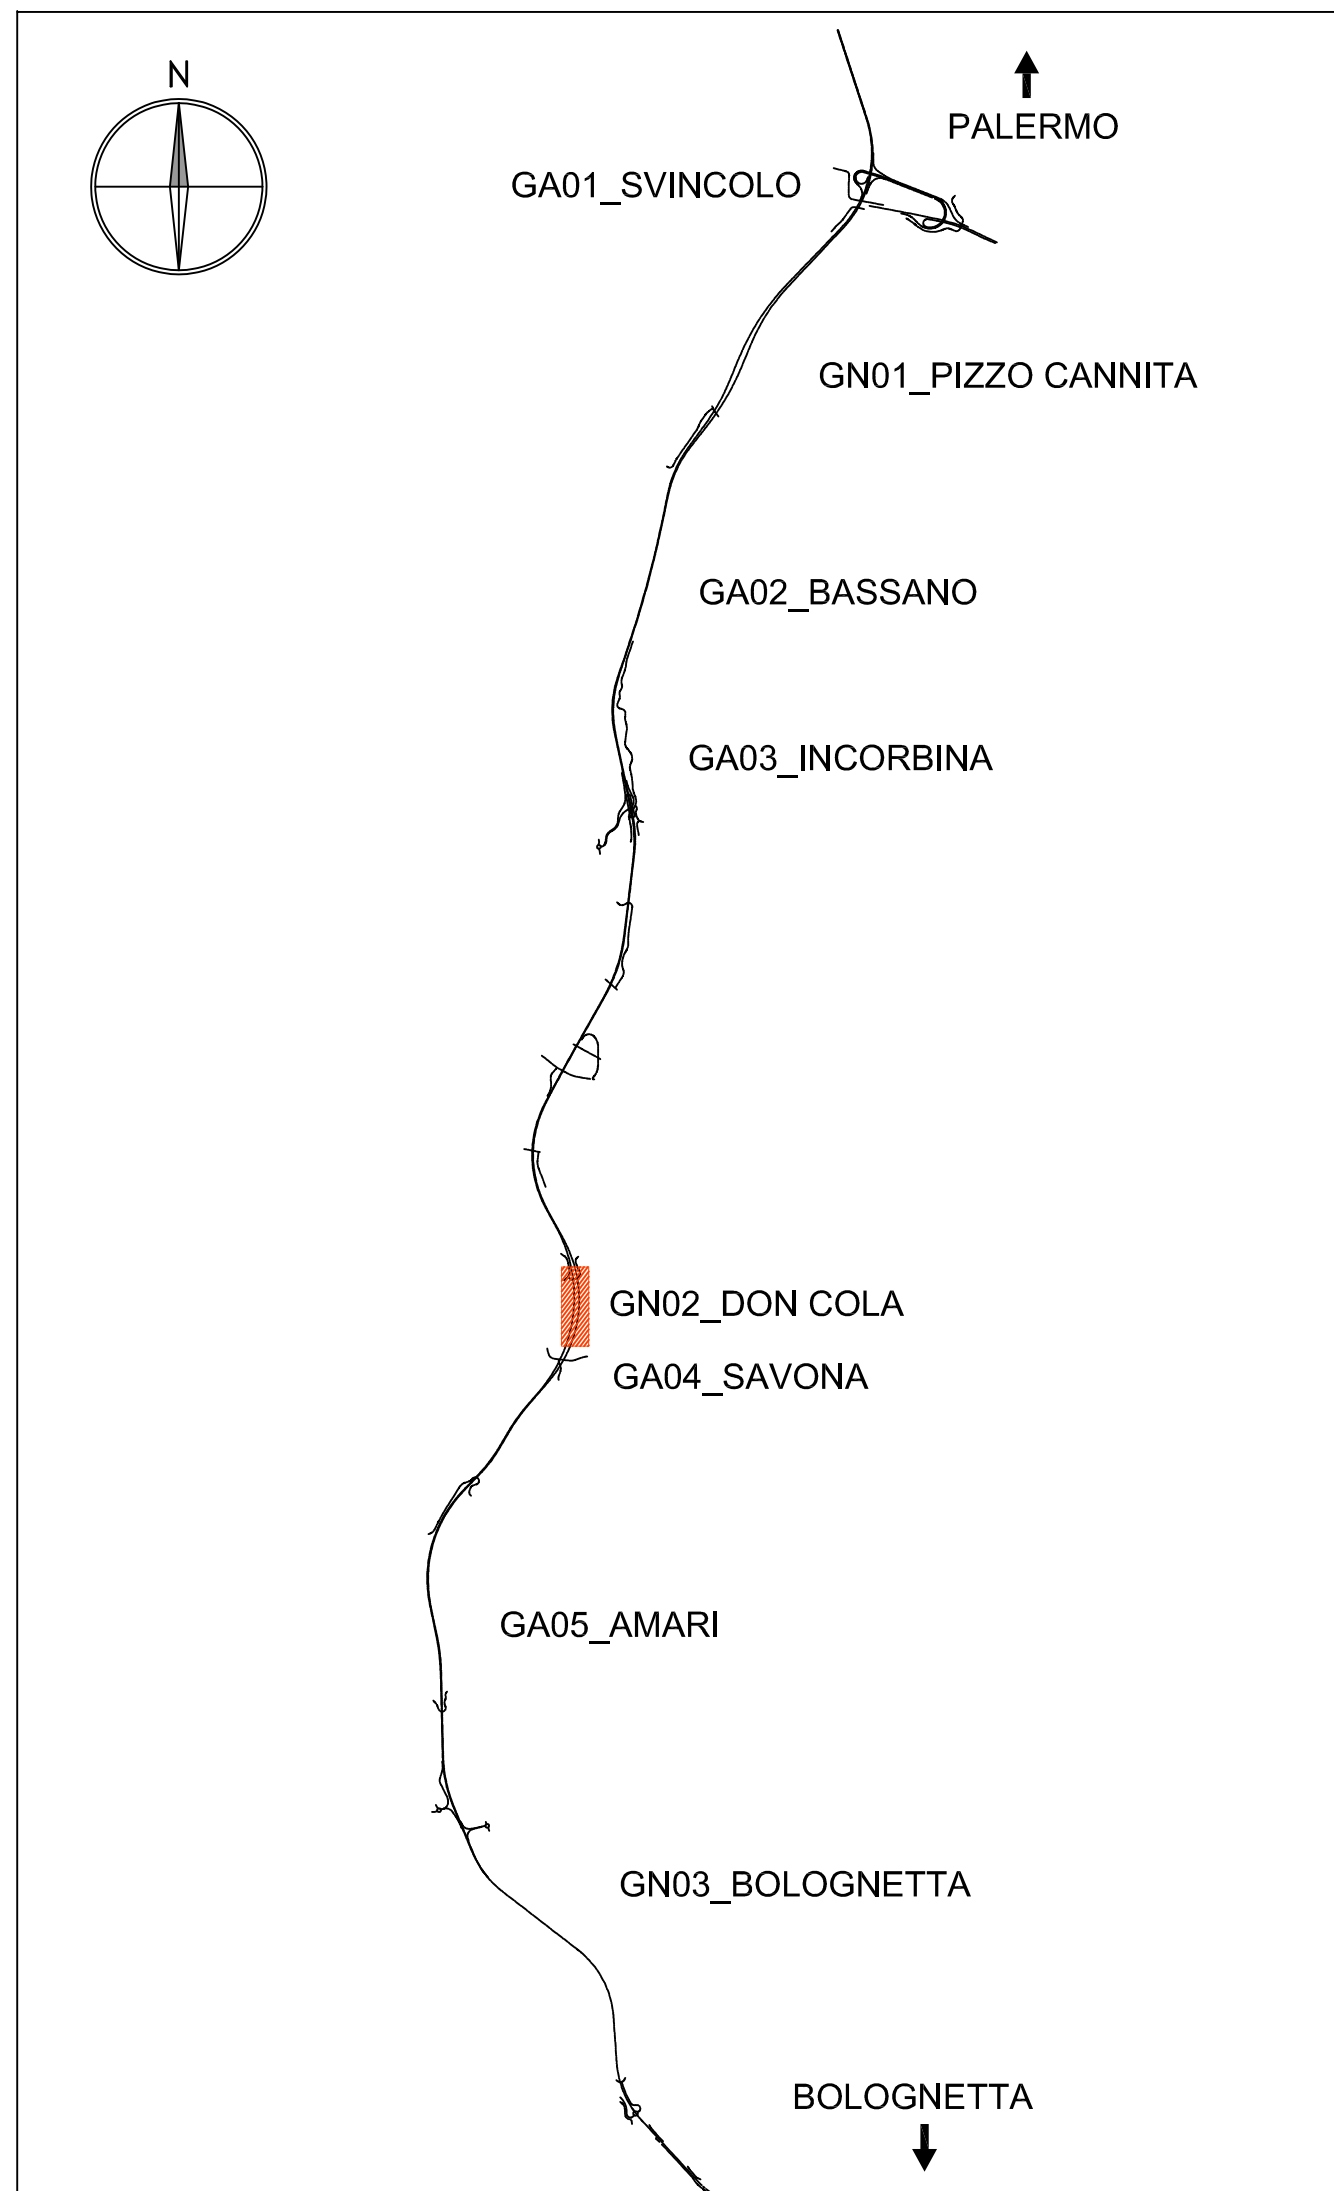 N
PALERMO
GA01_SVINCOLO
GN01_PIZZO CANNITA
GA02_BASSANO
GA03_INCORBINA
GN02_DON COLA
GA04_SAVONA
GA05_AMARI
GN03_BOLOGNETTA
BOLOGNETTA